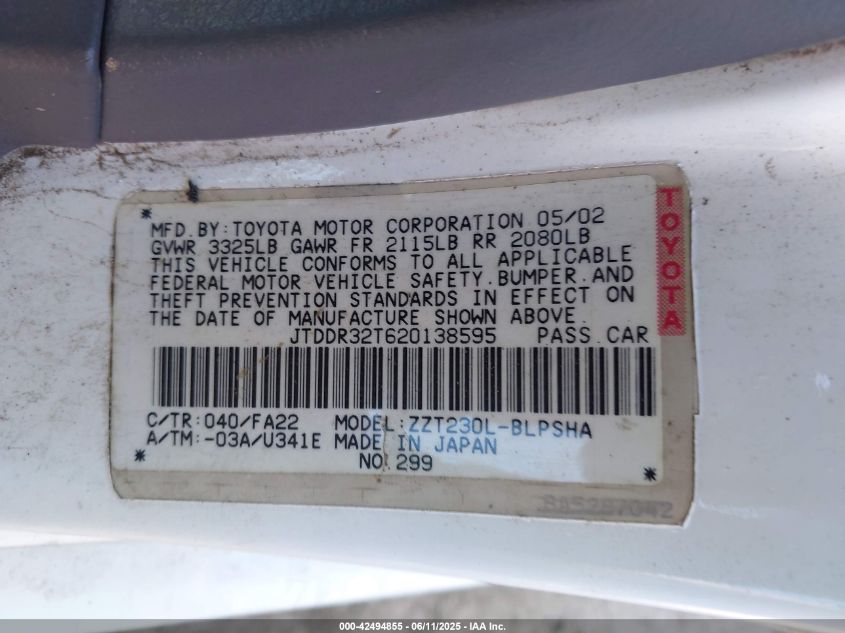 MFD.BY:TOYOTA MOTOR CORPORATION 05/02
GVWR 3325LB GAWR FR 2115LB RR 2080LB
THIS VEHICLE CONFORMS TO ALL APPLICABLE
FEDERAL MOTOR VEHICLE SAFETY.BUMPER.AND
THEFT PREVENTION STANDARDS IN EFFECT ON
THE DATE OF MANUFACTURE SHOWN ABOVE.
JTDDR32T620138595 PASS.CAR
C/TR:040/FA22 MODEL:ZZT230L-BLPSHA
A/TM:-03A/U341E MADE IN JAPAN
NO.299
TOYOTA
000-42494855 - 06/11/2025 - IAA Inc.